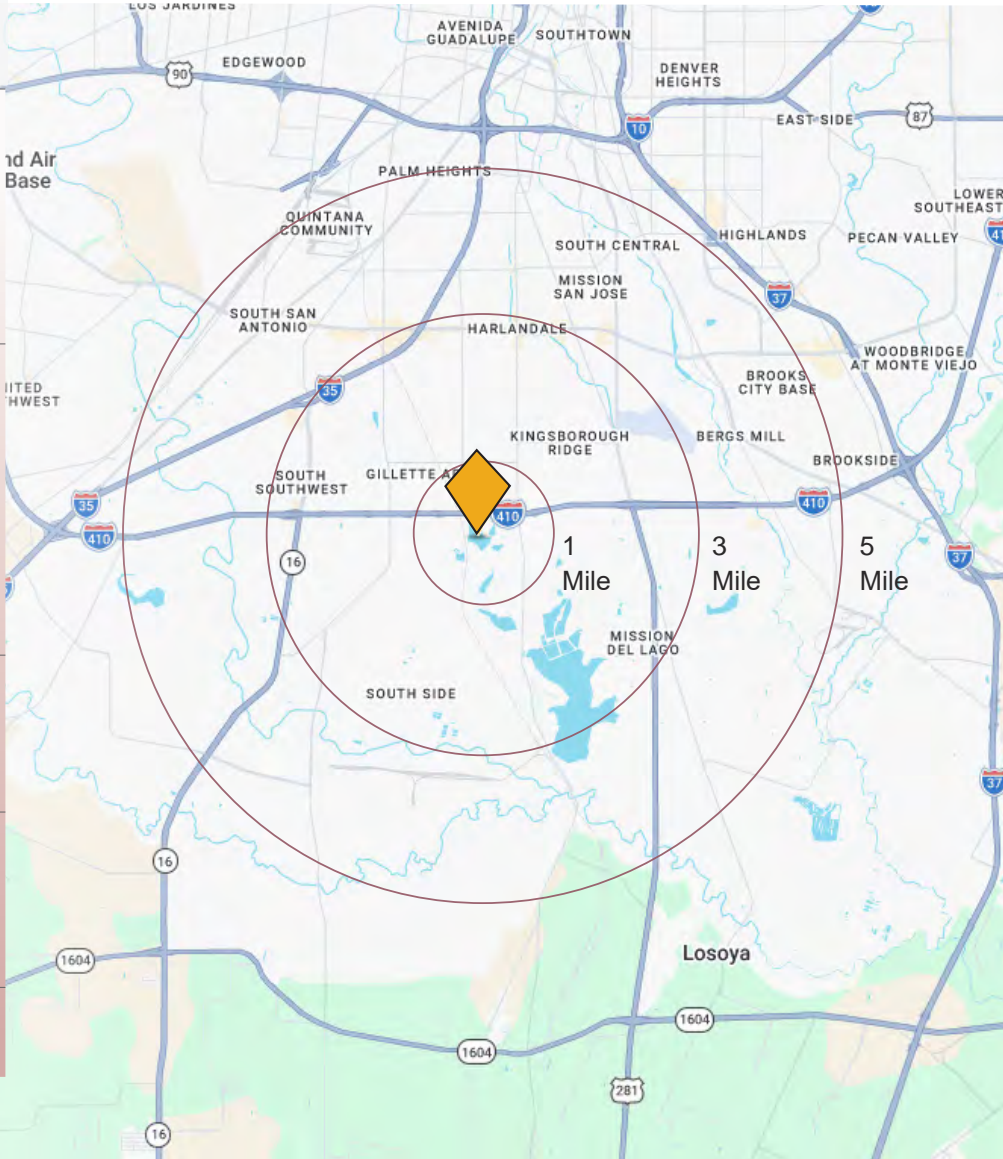 LOS JARDINES
AVENIDA
GUADALUPE
SOUTHTOWN
EDGEWOOD
90
DENVER
HEIGHTS
10
EAST SIDE
87
nd Air
Base
PALM HEIGHTS
QUINTANA
COMMUNITY
LOWER
SOUTHEAST
41
SOUTH CENTRAL
HIGHLANDS
PECAN VALLEY
MISSION
SAN JOSE
37
SOUTH SAN
ANTONIO
HARLANDALE
WOODBRIDGE
AT MONTE VIEJO
NITED
THWEST
35
BROOKS
CITY BASE
KINGSBOROUGH
RIDGE
BERGS MILL
BROOKSIDE
SOUTH
SOUTHWEST
GILLETTE A
35
410
410
410
37
16
1
Mile
3
Mile
5
Mile
MISSION
DEL LAGO
SOUTH SIDE
37
16
1604
Losoya
1604
1604
281
16